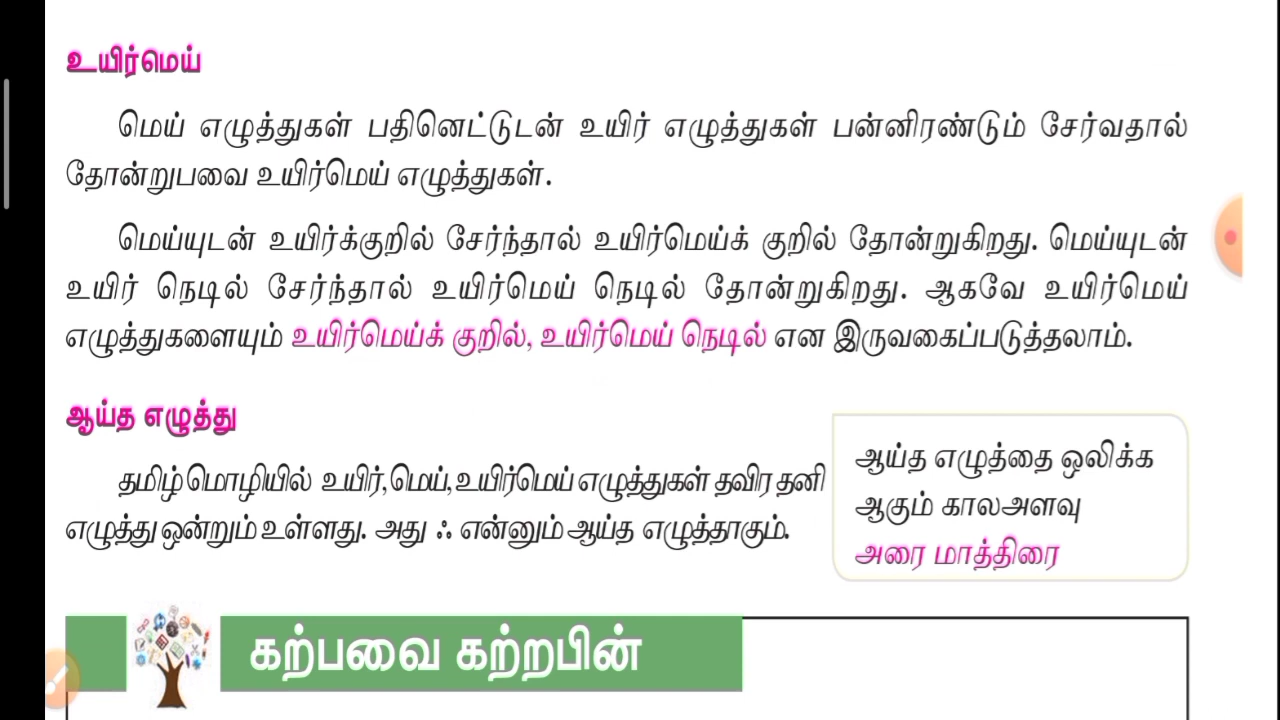 உயிர்மெய்
மெய் எழுத்துகள் பதினெட்டுடன் உயிர் எழுத்துகள் பன்னிரண்டும் சேர்வதால்
தோன்றுபவை உயிர்மெய் எழுத்துகள்.
மெய்யுடன் உயிர்க்குறில் சேர்ந்தால் உயிர்மெய்க் குறில் தோன்றுகிறது. மெய்யுடன்
உயிர் நெடில் சேர்ந்தால் உயிர்மெய் நெடில் தோன்றுகிறது. ஆகவே உயிர்மெய்
எழுத்துகளையும் உயிர்மெய்க் குறில், உயிர்மெய் நெடில் என இருவகைப்படுத்தலாம்.
ஆய்த எழுத்து
தமிழ் மொழியில் உயிர், மெய், உயிர்மெய் எழுத்துகள் தவிர தனி
எழுத்து ஒன்றும் உள்ளது. அது ஃ என்னும் ஆய்த எழுத்தாகும்.
ஆய்த எழுத்தை ஒலிக்க
ஆகும் காலஅளவு
அரை மாத்திரை
கற்பவை கற்றபின்